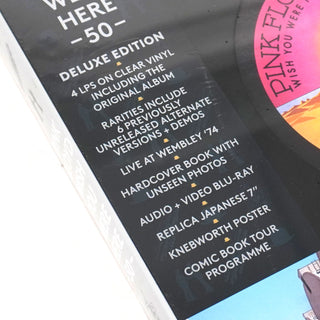 WE
HERE
– 50 –
DELUXE EDITION
4 LPS ON CLEAR VINYL
INCLUDING THE
ORIGINAL ALBUM
RARITIES INCLUDE
6 PREVIOUSLY
UNRELEASED ALTERNATE
VERSIONS + DEMOS
LIVE AT WEMBLEY '74
HARDCOVER BOOK WITH
UNSEEN PHOTOS
AUDIO + VIDEO BLU-RAY
REPLICA JAPANESE 7"
KNEBWORTH POSTER
COMIC BOOK TOUR
PROGRAMME
PINK FLO
WISH YOU WERE